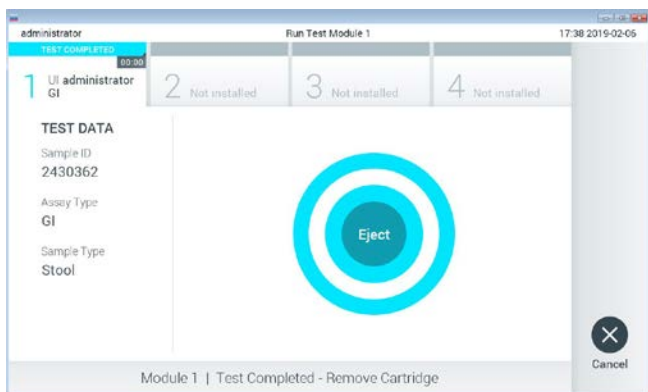 administrator
Run Test Module 1
17:38 2019-02-06
TEST COMPLETED
00:00
1
UI administrator
GI
2 Not installed
3 Not installed
4 Not installed
TEST DATA
Sample ID
2430362
Assay Type
GI
Sample Type
Stool
Eject
Cancel
Module 1 | Test Completed - Remove Cartridge